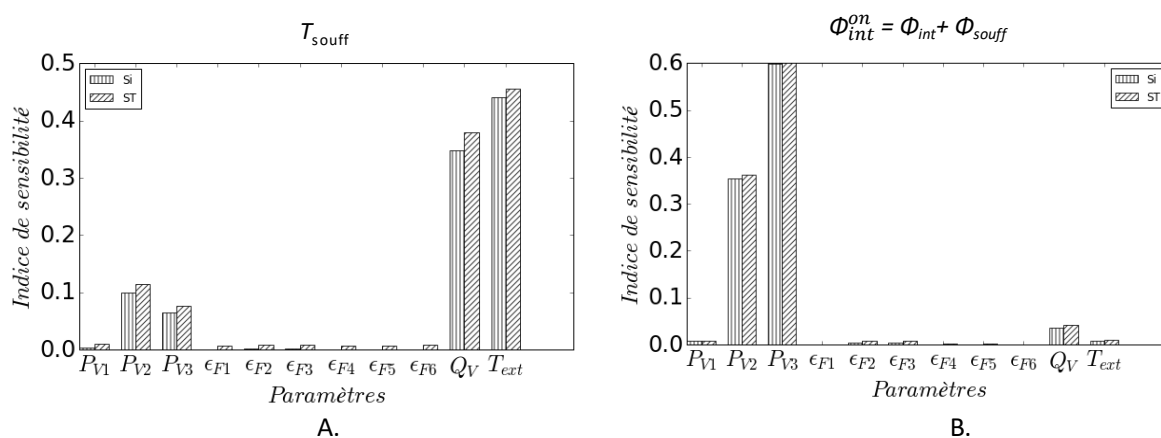 T_souff
0.5
0.4
0.3
0.2
0.1
0.0
Indice de sensibilité
Si
ST
P_V1 P_V2 P_V3 ϵ_F1 ϵ_F2 ϵ_F3 ϵ_F4 ϵ_F5 ϵ_F6 Q_V T_ext
Paramètres
A.
Φ_int^on = Φ_int + Φ_souff
0.6
0.5
0.4
0.3
0.2
0.1
0.0
Indice de sensibilité
Si
ST
P_V1 P_V2 P_V3 ϵ_F1 ϵ_F2 ϵ_F3 ϵ_F4 ϵ_F5 ϵ_F6 Q_V T_ext
Paramètres
B.